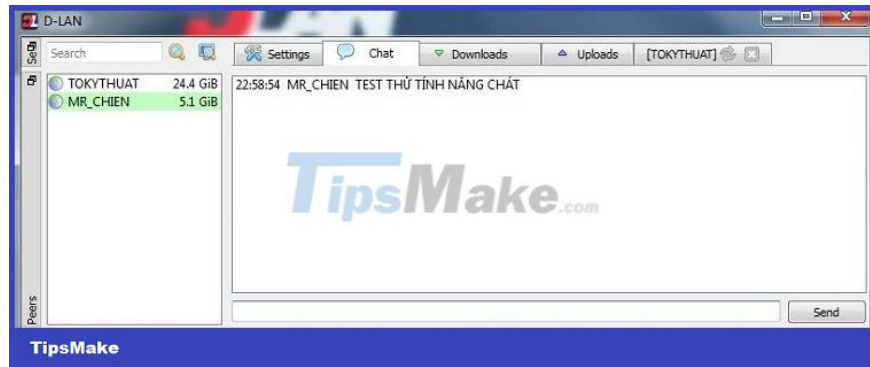 D-LAN
Search
Settings
Chat
Downloads
Uploads
[TOKYTHUAT]
TOKYTHUAT 24.4 GiB
MR_CHIEN 5.1 GiB
22:58:54 MR_CHIEN TEST THỬ TÍNH NĂNG CHÁT
TipsMake.com
Peers
Send
TipsMake